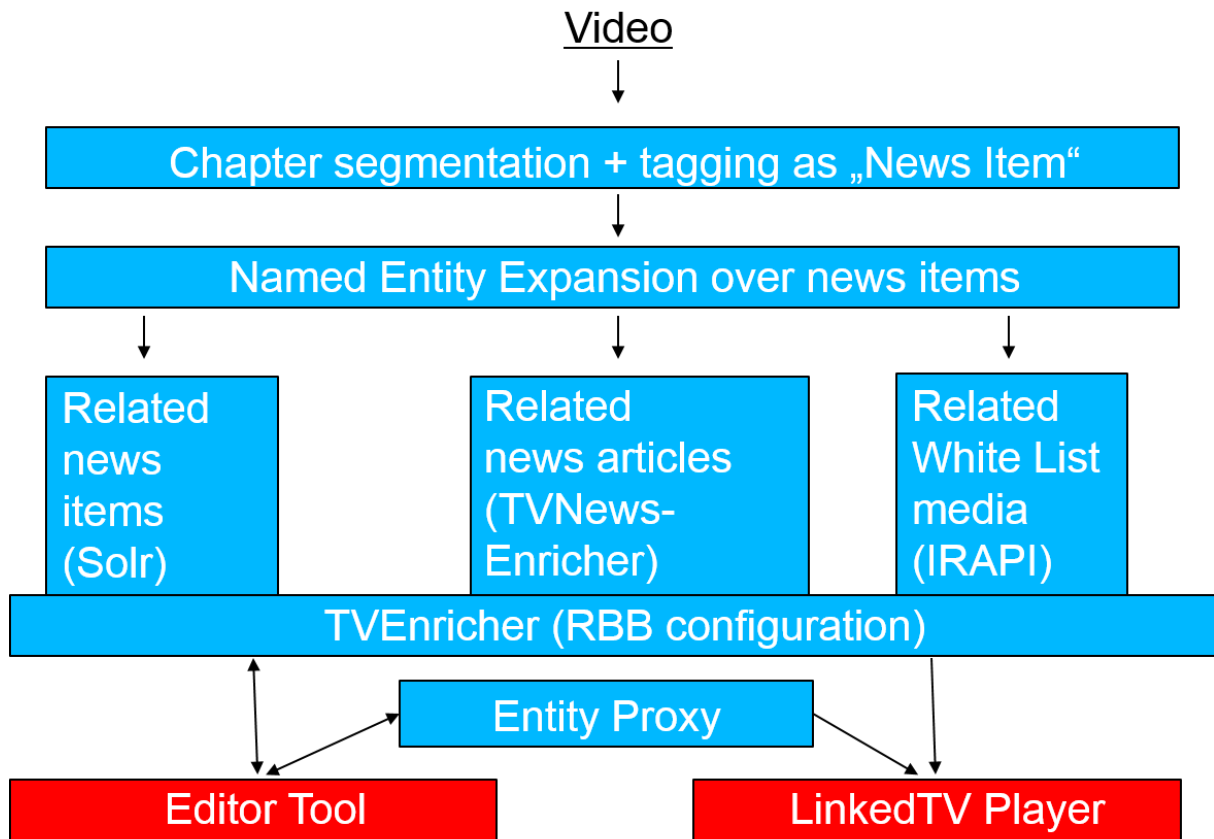 Video
Chapter segmentation + tagging as „News Item“
Named Entity Expansion over news items
Related
news
items
(Solr)
Related
news articles
(TVNews-
Enricher)
Related
White List
media
(IRAPI)
TVEnricher (RBB configuration)
Entity Proxy
Editor Tool
LinkedTV Player